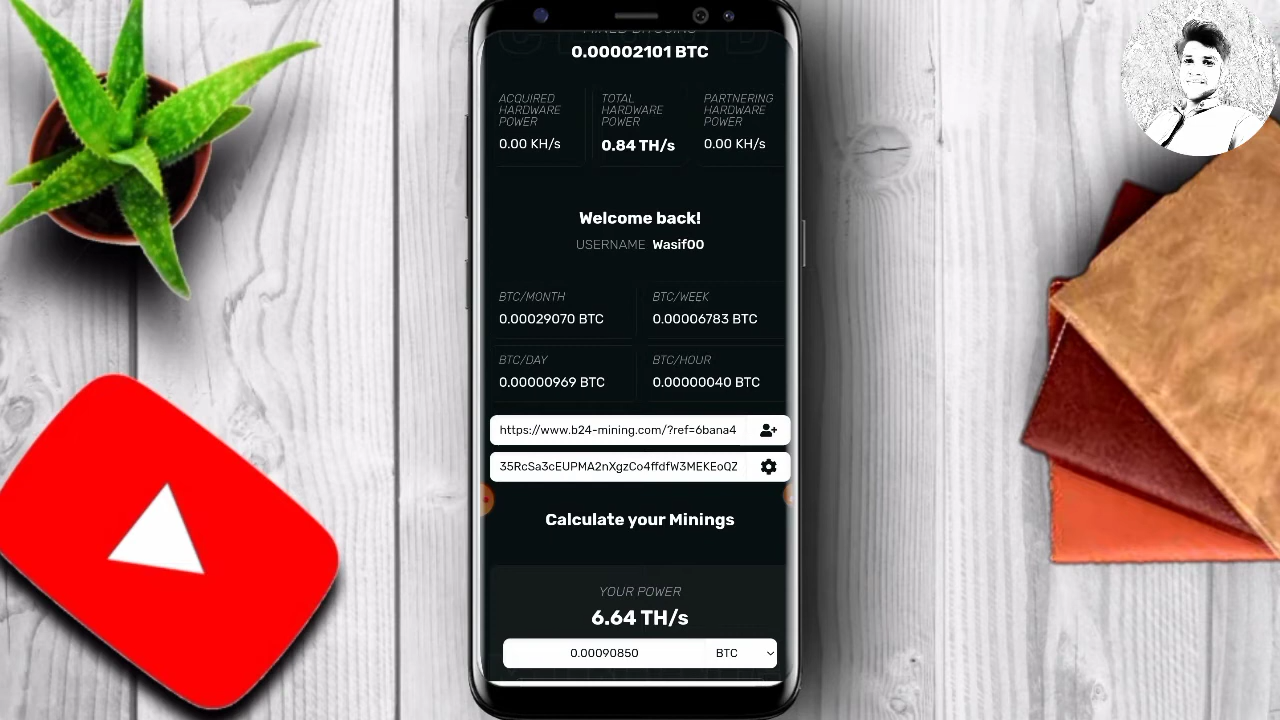 MINED BITCOINS
0.00002101 BTC
ACQUIRED
HARDWARE
POWER
0.00 KH/s
TOTAL
HARDWARE
POWER
0.84 TH/s
PARTNERING
HARDWARE
POWER
0.00 KH/s
Welcome back!
USERNAME Wasif00
BTC/MONTH
0.00029070 BTC
BTC/WEEK
0.00006783 BTC
BTC/DAY
0.00000969 BTC
BTC/HOUR
0.00000040 BTC
https://www.b24-mining.com/?ref=6bana4
35RcSa3cEUPMA2nXgzCo4ffdfW3MEKEoQZ
Calculate your Minings
YOUR POWER
6.64 TH/s
0.00090850 BTC